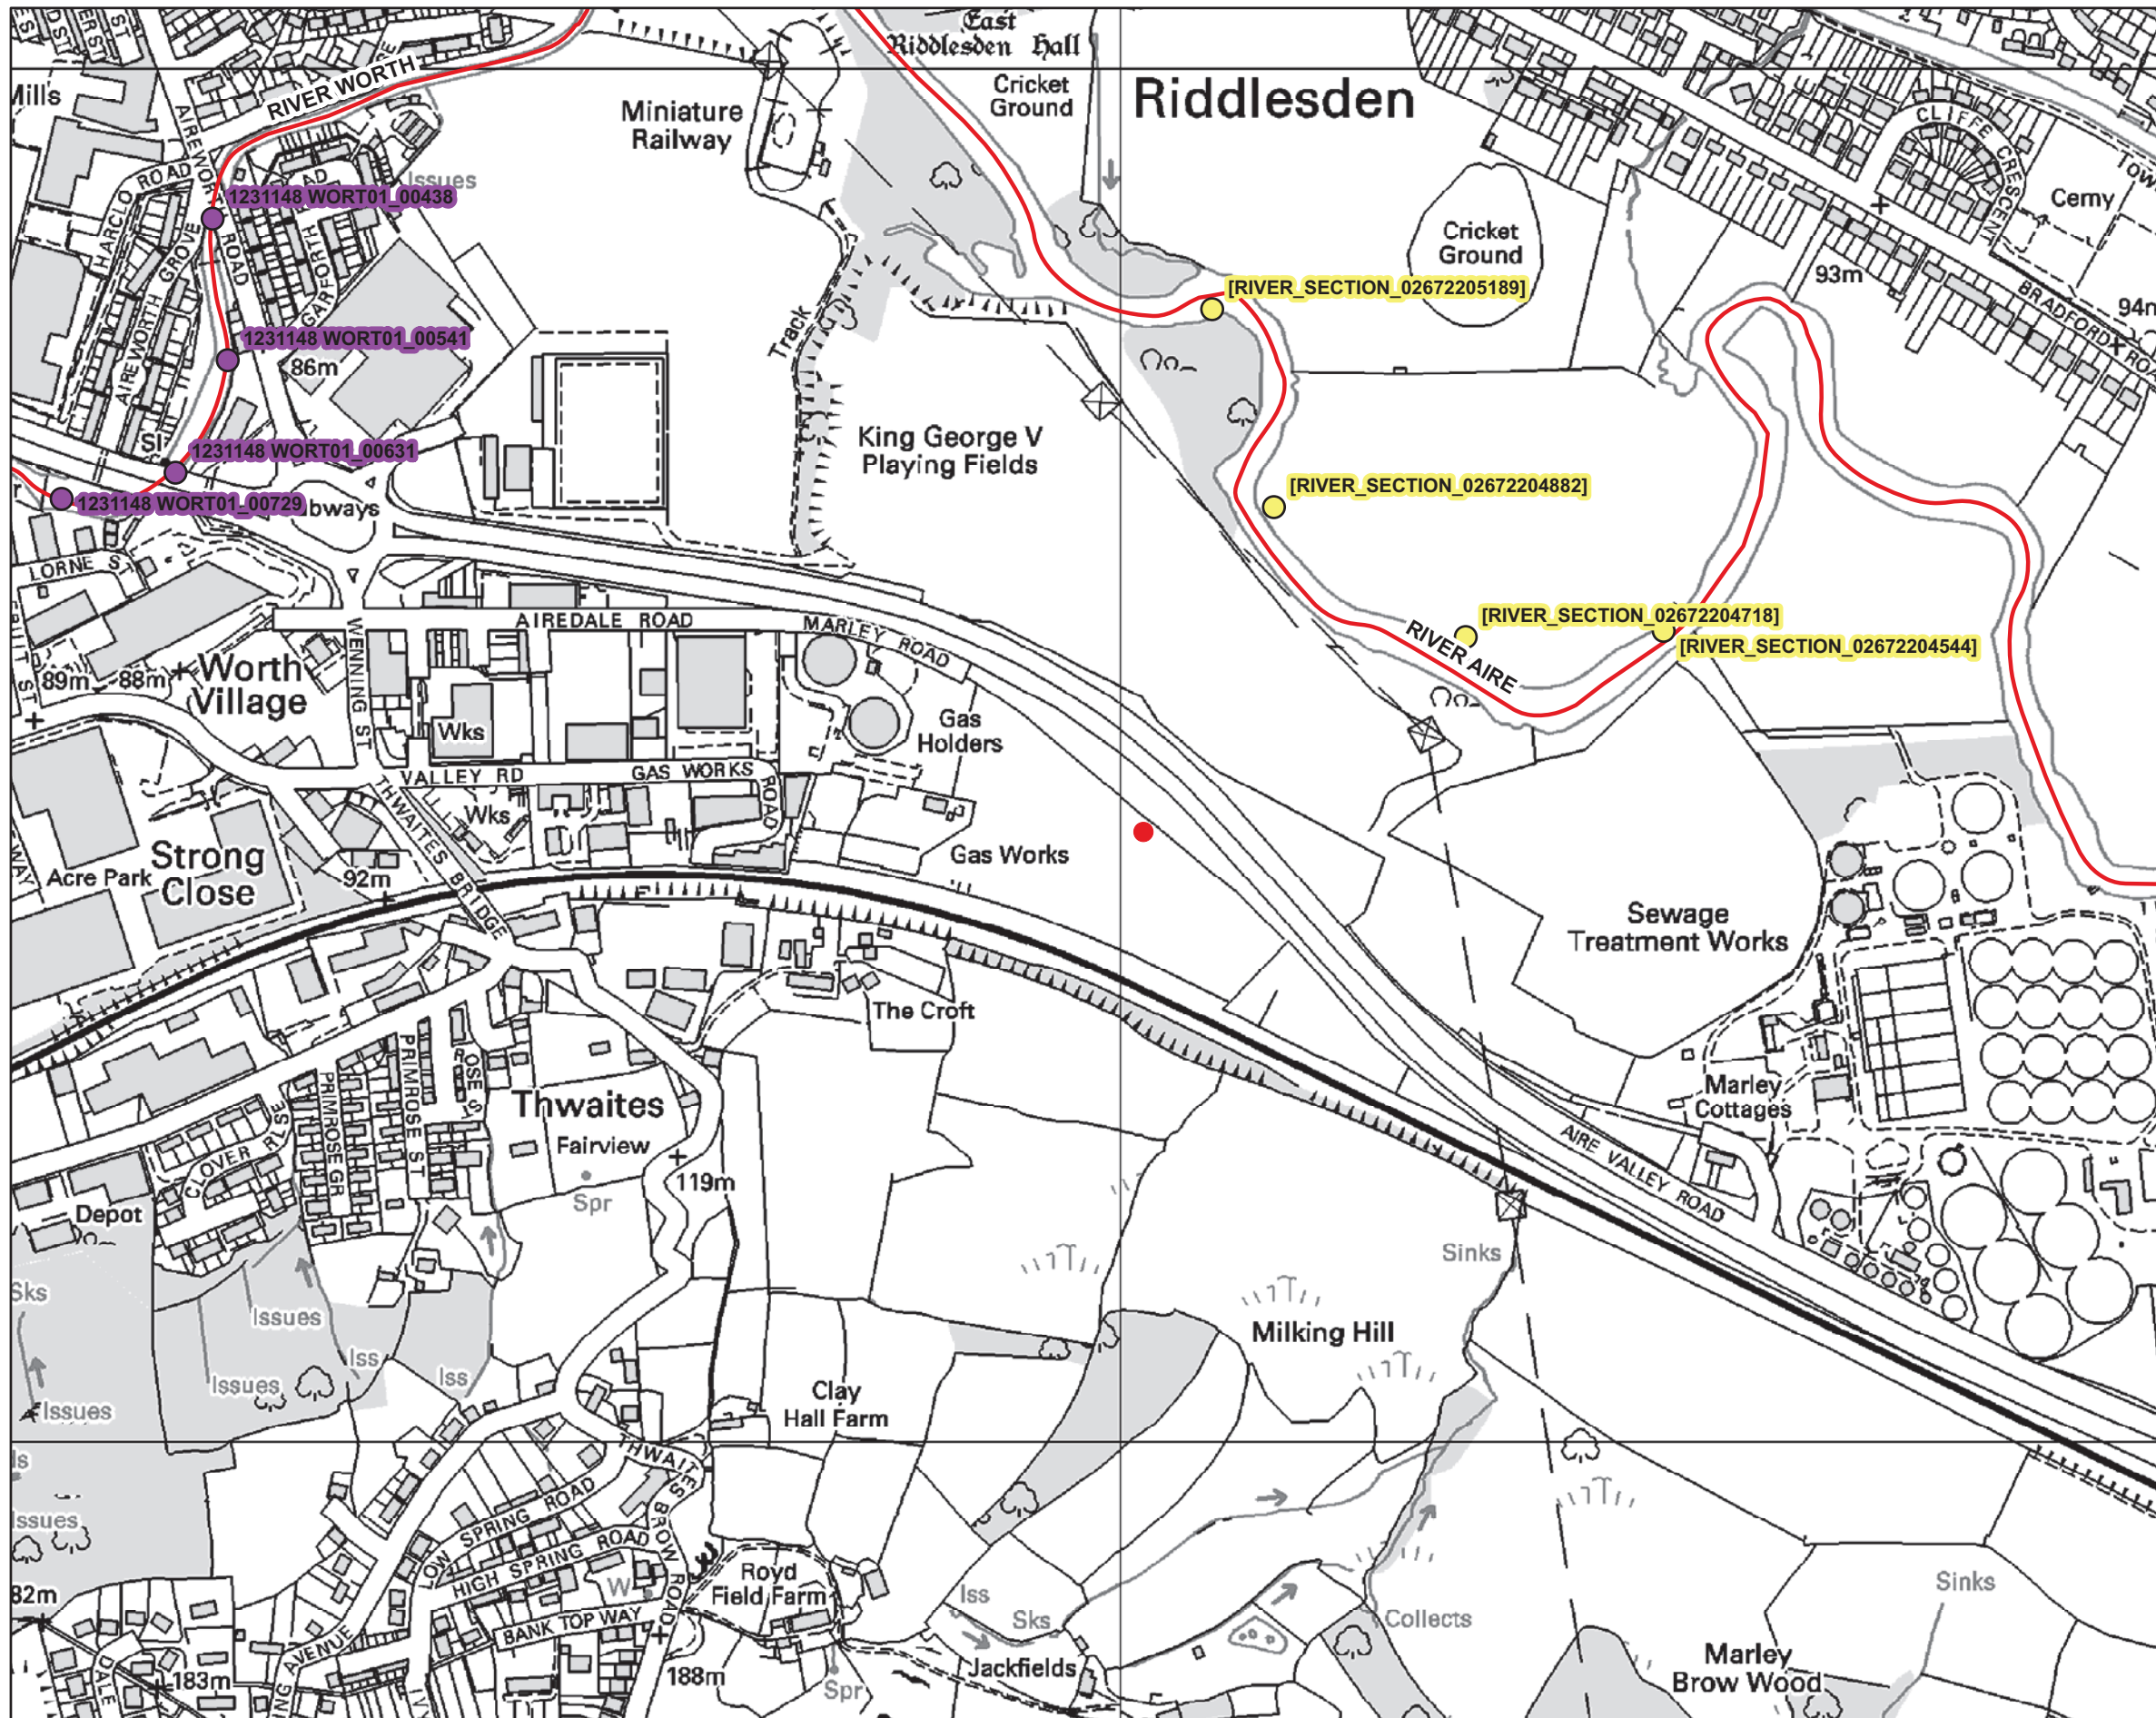 East
Riddlesden Hall
RIVER WORTH
Mills
Miniature
Railway
Cricket
Ground
Riddlesden
CLIFFE CRESCENT
Cemy
HARCLO ROAD
Issues
1231148 WORT01_00438
ROAD
AIREWORTH GROVE
GARFORTH
Cricket
Ground
93m
[RIVER_SECTION_02672205189]
BRADFORD ROA
94m
1231148 WORT01_00541
86m
Track
King George V
Playing Fields
1231148 WORT01_00631
1231148 WORT01_00729
bways
[RIVER_SECTION_02672204882]
LORNE S
AIREDALE ROAD
MARLEY ROAD
[RIVER_SECTION_02672204718]
[RIVER_SECTION_02672204544]
RIVER AIRE
WENNING ST
Worth
Village
89m
88m
Wks
Gas
Holders
VALLEY RD
GAS WORKS
ROAD
THWAITES BRIDGE
Wks
Strong
Close
Acre Park
92m
Gas Works
Sewage
Treatment Works
The Croft
Marley
Cottages
PRIMROSE GR
PRIMROSE ST
Thwaites
Fairview
119m
Spr
CLOVER RISE
AIRE VALLEY ROAD
Depot
Sinks
Sks
Issues
Milking Hill
Iss
Issues
Iss
Issues
Clay
Hall Farm
THWAITES BROW ROAD
LOW SPRING ROAD
HIGH SPRING ROAD
Issues
W
Royd
Field Farm
82m
BANK TOP WAY
Iss
Sks
Collects
Sinks
AVENUE
DALE
183m
188m
Spr
Jackfields
Marley
Brow Wood